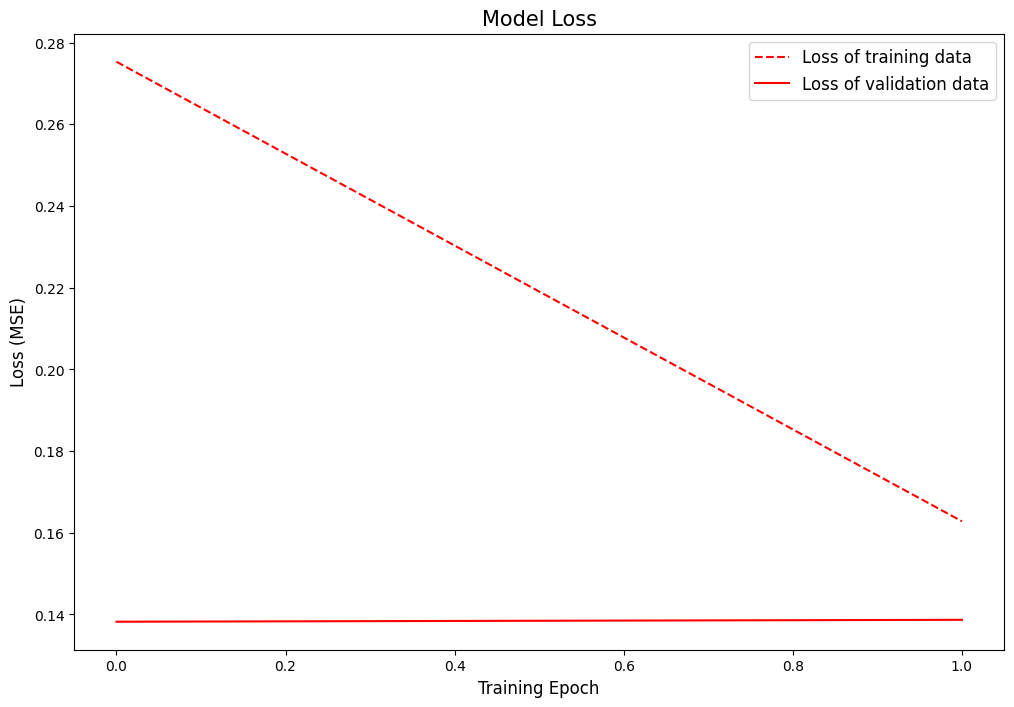 Model Loss
Loss of training data
Loss of validation data
Loss (MSE)
0.28
0.26
0.24
0.22
0.20
0.18
0.16
0.14
0.0 0.2 0.4 0.6 0.8 1.0
Training Epoch